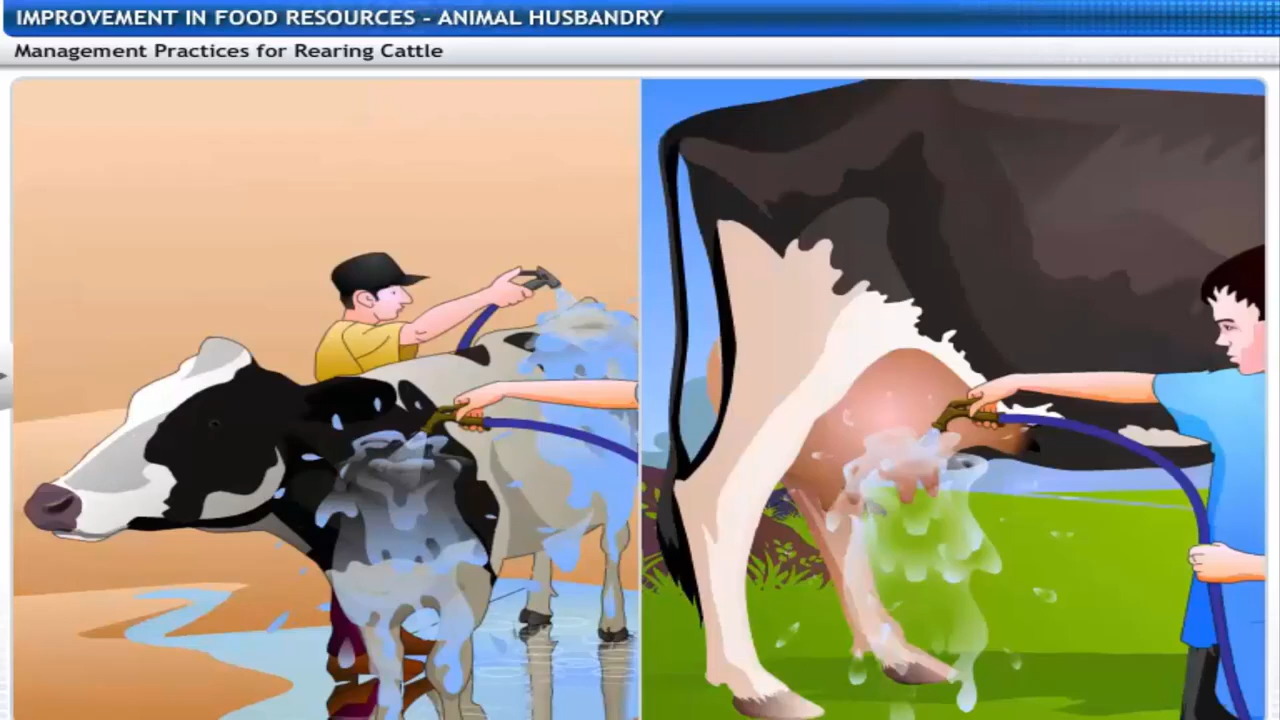 IMPROVEMENT IN FOOD RESOURCES - ANIMAL HUSBANDRY
Management Practices for Rearing Cattle